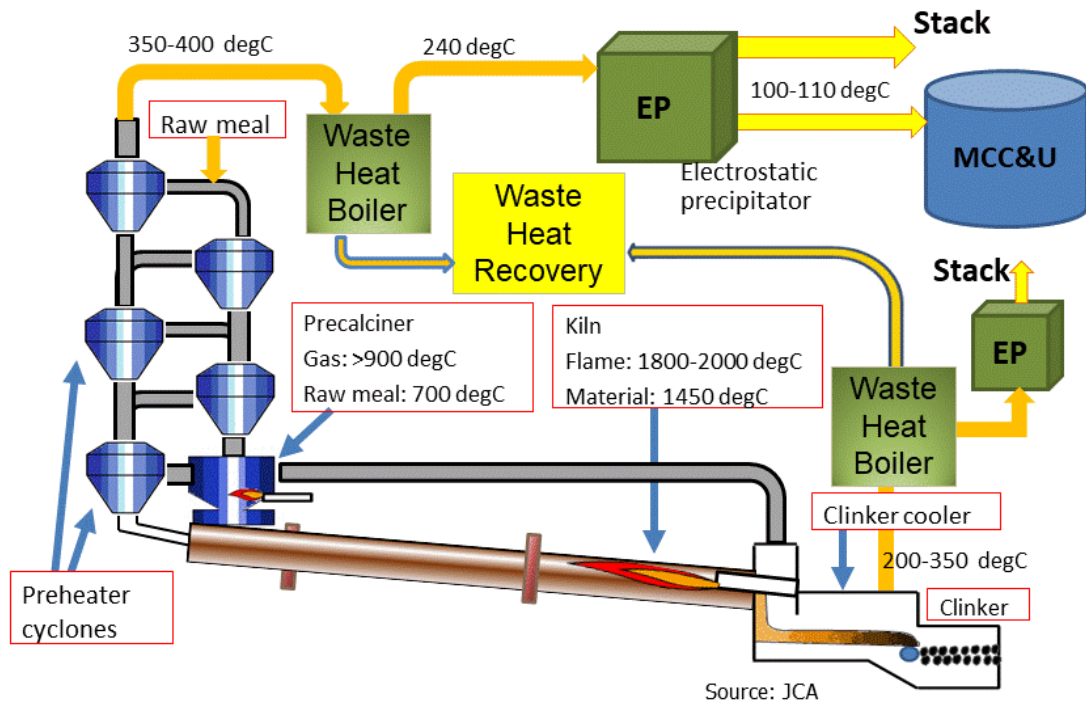 350-400 degC
240 degC
Stack
Raw meal
Waste
Heat
Boiler
EP
100-110 degC
MCC&U
Electrostatic
precipitator
Waste
Heat
Recovery
Stack
EP
Precalciner
Gas: >900 degC
Raw meal: 700 degC
Kiln
Flame: 1800-2000 degC
Material: 1450 degC
Waste
Heat
Boiler
Clinker cooler
200-350 degC
Preheater
cyclones
Clinker
Source: JCA